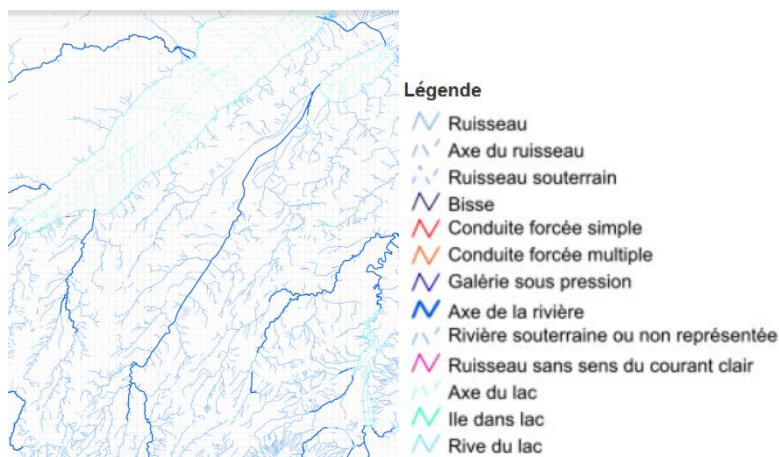 Légende
Ruisseau
Axe du ruisseau
Ruisseau souterrain
Bisse
Conduite forcée simple
Conduite forcée multiple
Galérie sous pression
Axe de la rivière
Rivière souterraine ou non représentée
Ruisseau sans sens du courant clair
Axe du lac
Ile dans lac
Rive du lac